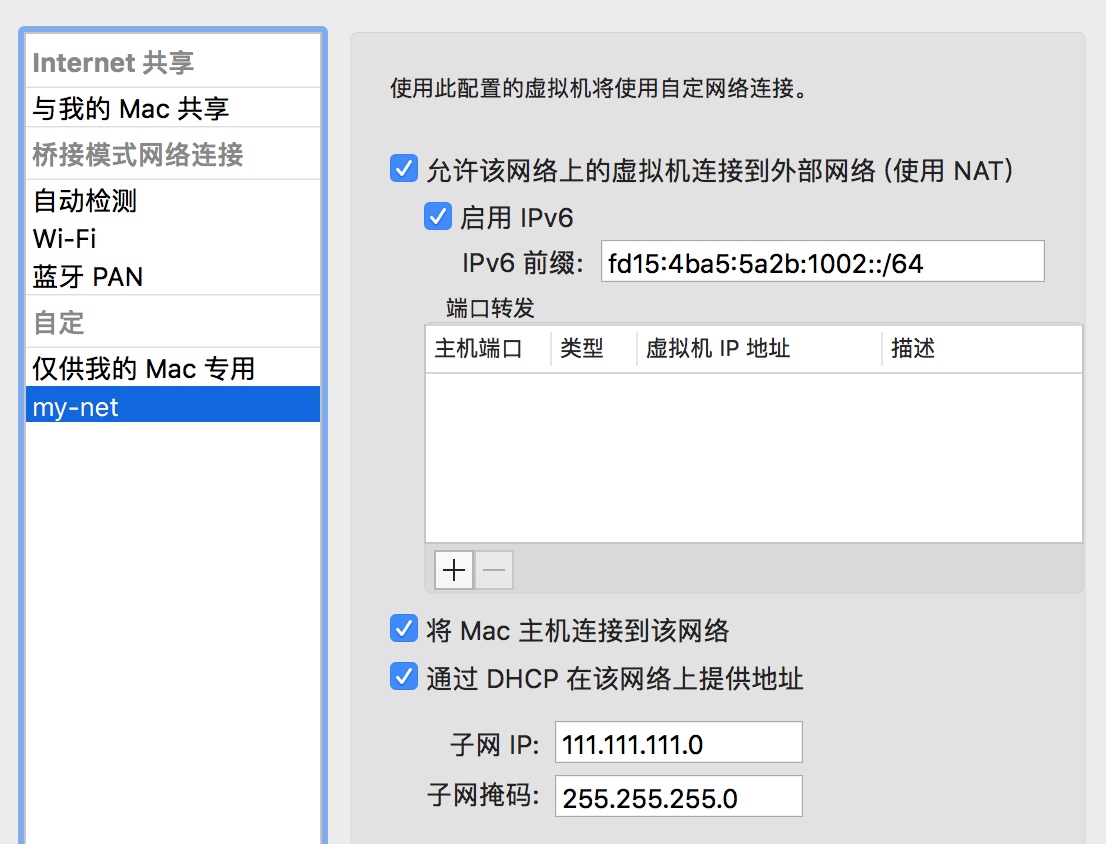 Internet 共享
与我的 Mac 共享
桥接模式网络连接
自动检测
Wi-Fi
蓝牙 PAN
自定
仅供我的 Mac 专用
my-net
使用此配置的虚拟机将使用自定网络连接。
允许该网络上的虚拟机连接到外部网络 (使用 NAT)
启用 IPv6
IPv6 前缀: fd15:4ba5:5a2b:1002::/64
端口转发
主机端口 类型 虚拟机 IP 地址 描述
将 Mac 主机连接到该网络
通过 DHCP 在该网络上提供地址
子网 IP: 111.111.111.0
子网掩码: 255.255.255.0